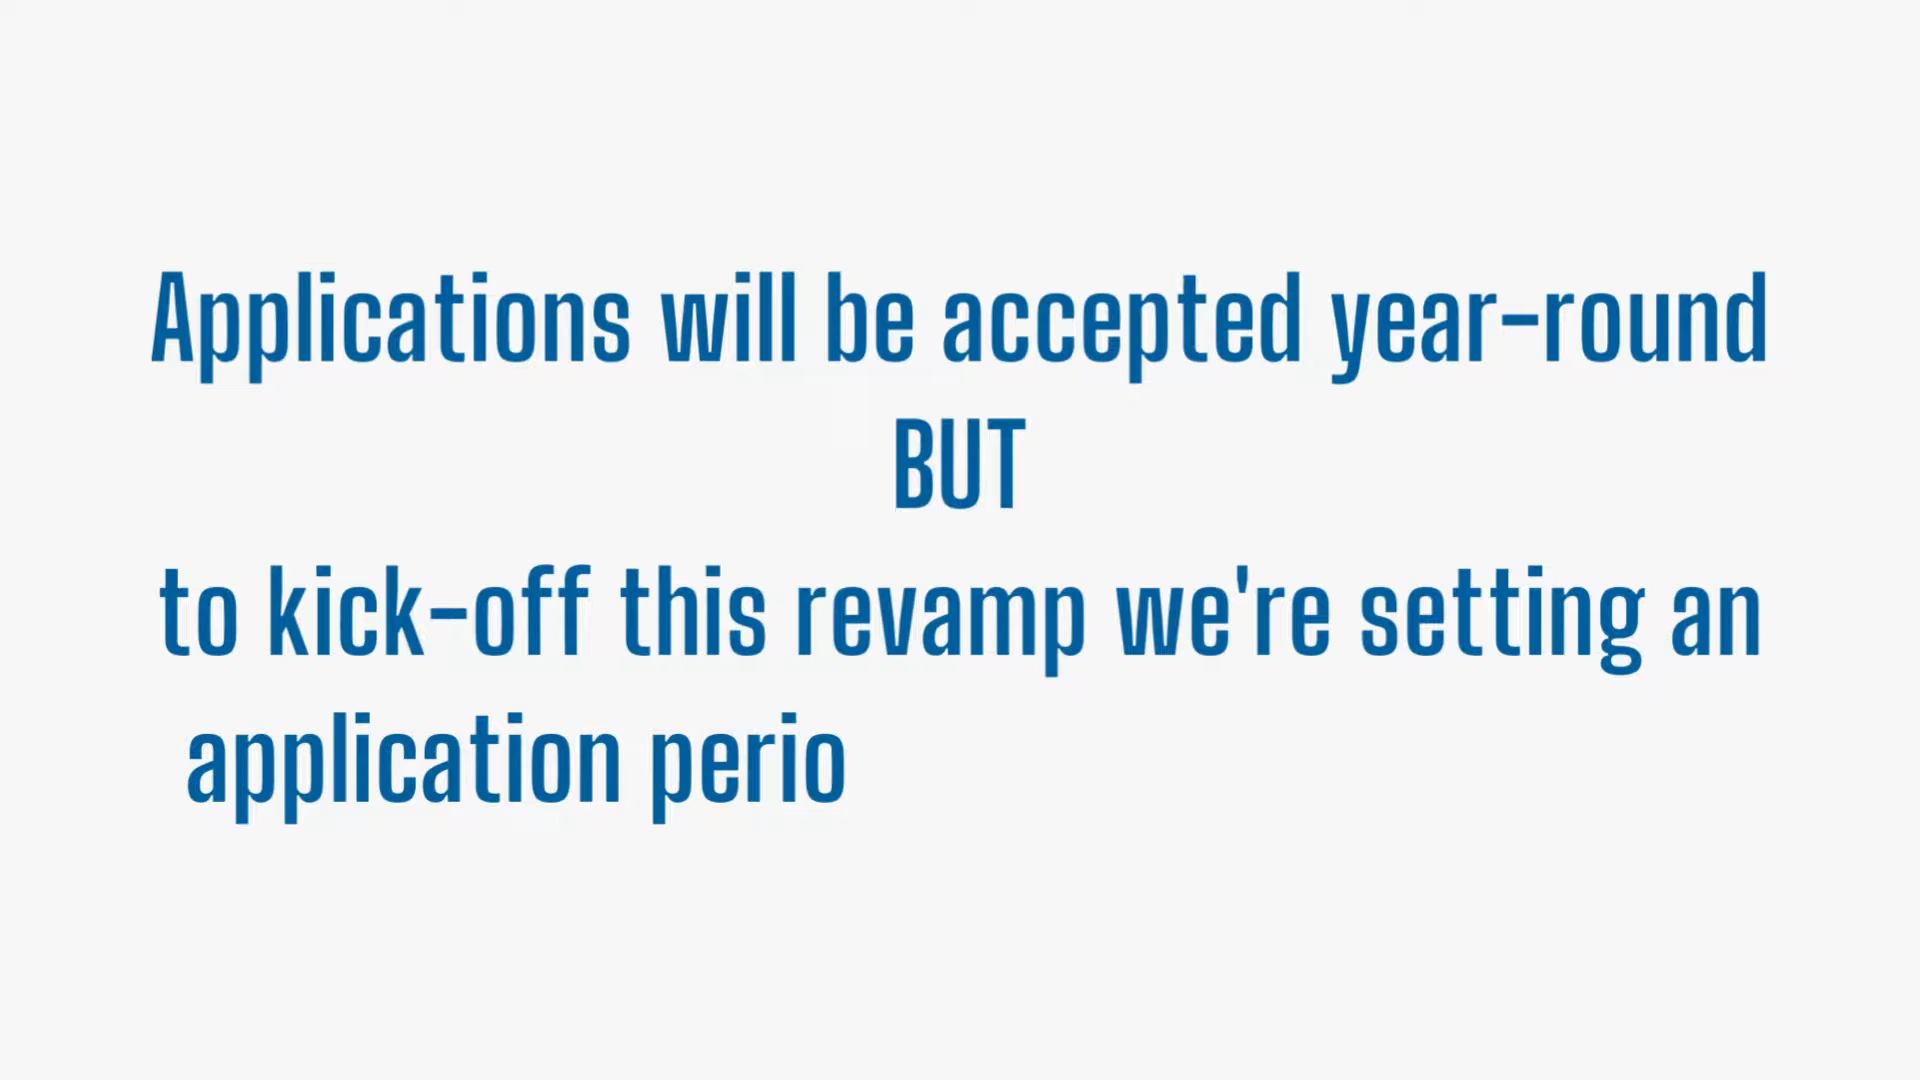 Applications will be accepted year-round
BUT
to kick-off this revamp we're setting an
application perio